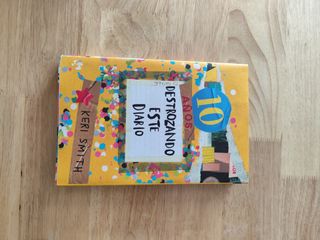 10
AÑOS
DESTROZANDO
ESTE
DIARIO
KERI SMITH